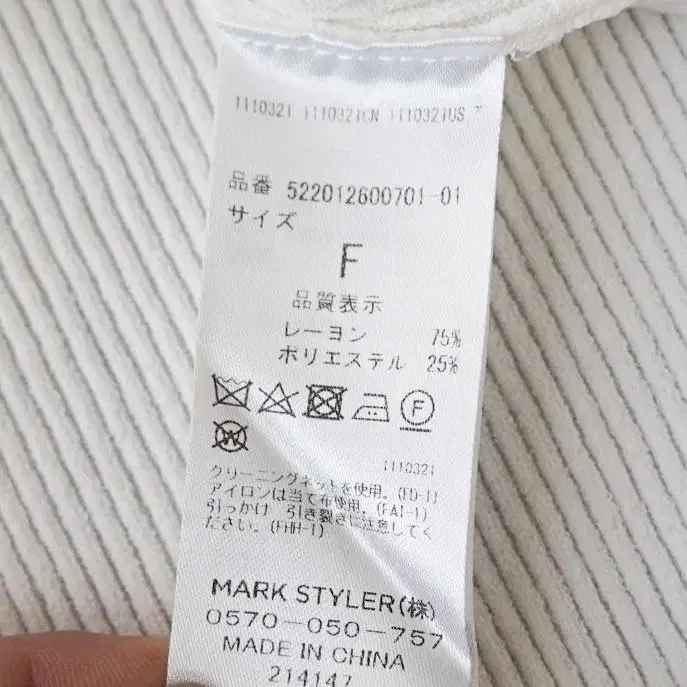 1110321 1110321CN 1110321US T
品番 522012600701-01
サイズ
F
品質表示
レーヨン 75%
ポリエステル 25%
F
W
1110321
クリーニングネットを使用。(FD-1)
アイロンは当て布使用。(FAI-1)
引っかけ 引き裂きに注意してく
ださい。(FHH-1)
MARK STYLER(株)
0570-050-757
MADE IN CHINA
214147